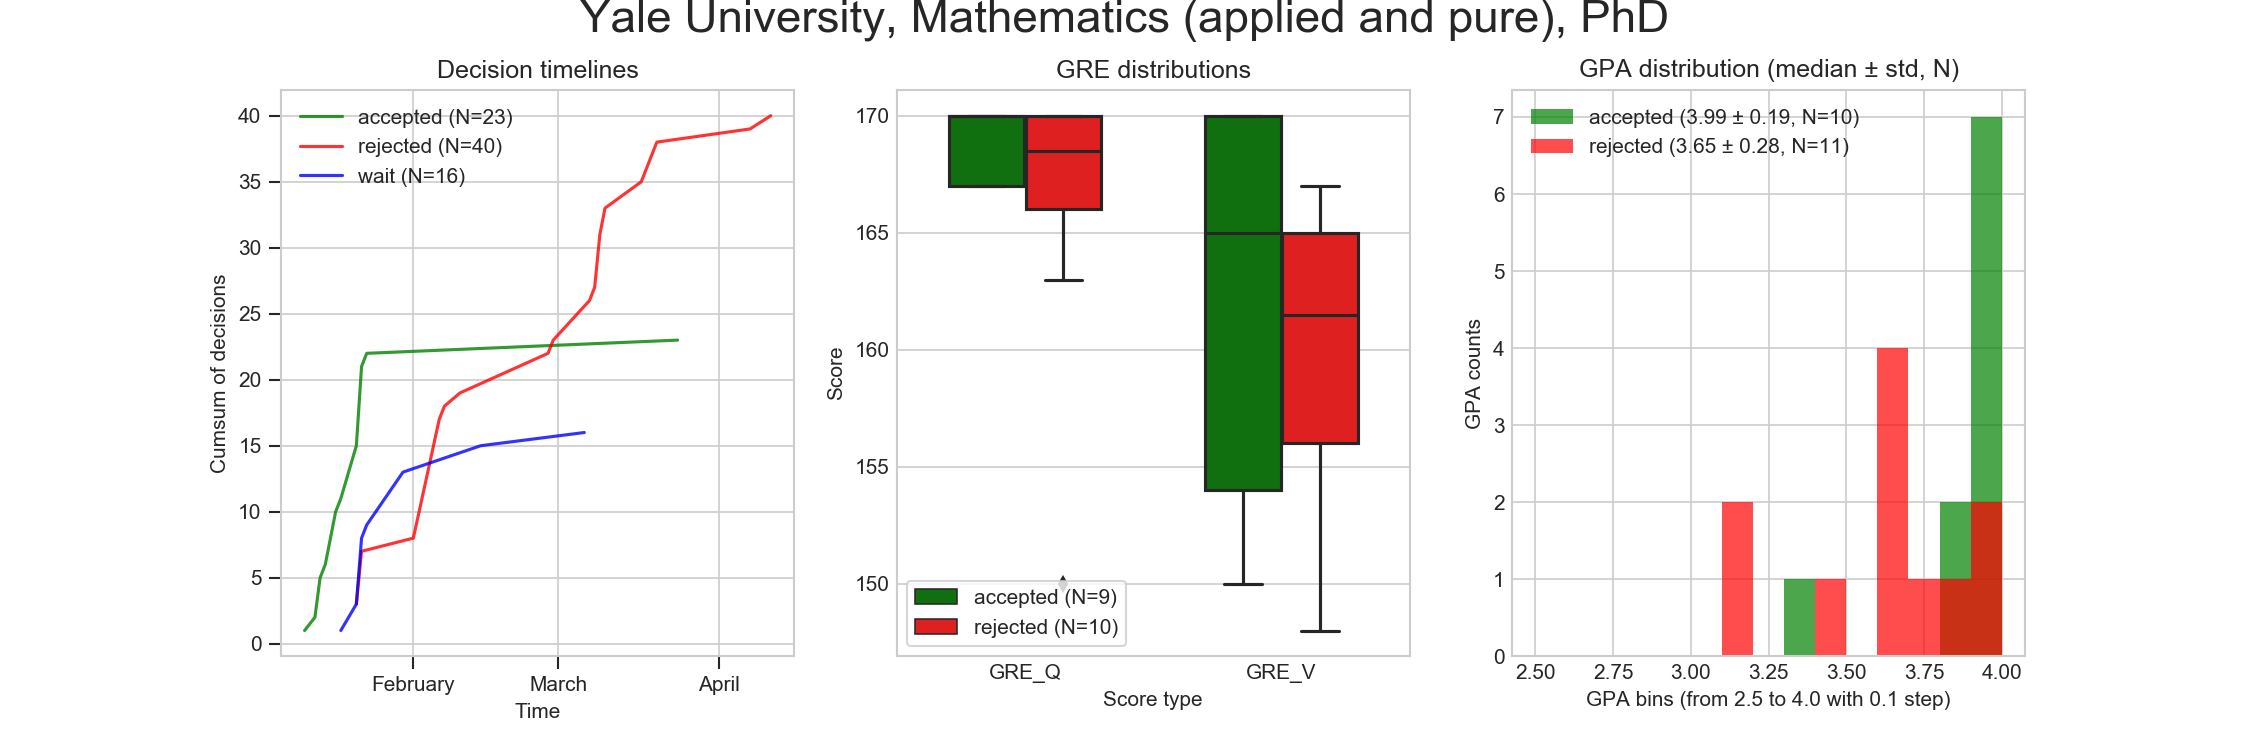 Yale University, Mathematics (applied and pure), PhD
Decision timelines
accepted (N=23)
rejected (N=40)
wait (N=16)
40
35
30
25
20
15
10
5
0
Cumsum of decisions
February March April
Time
GRE distributions
170
165
160
155
150
Score
accepted (N=9)
rejected (N=10)
GRE_Q GRE_V
Score type
GPA distribution (median ± std, N)
accepted (3.99 ± 0.19, N=10)
rejected (3.65 ± 0.28, N=11)
7
6
5
4
3
2
1
0
GPA counts
2.50 2.75 3.00 3.25 3.50 3.75 4.00
GPA bins (from 2.5 to 4.0 with 0.1 step)